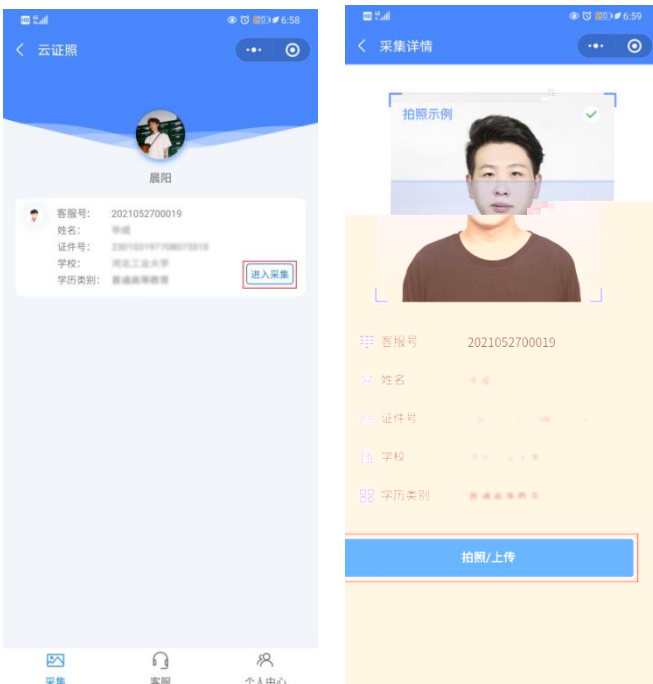 6:58
云证照
晨阳
客服号: 2021052700019
姓名:
证件号:
学校:
学历类别:
进入采集
采集
客服
个人中心
6:59
采集详情
拍照示例
客服号 2021052700019
姓名
证件号
学校
学历类别
拍照/上传